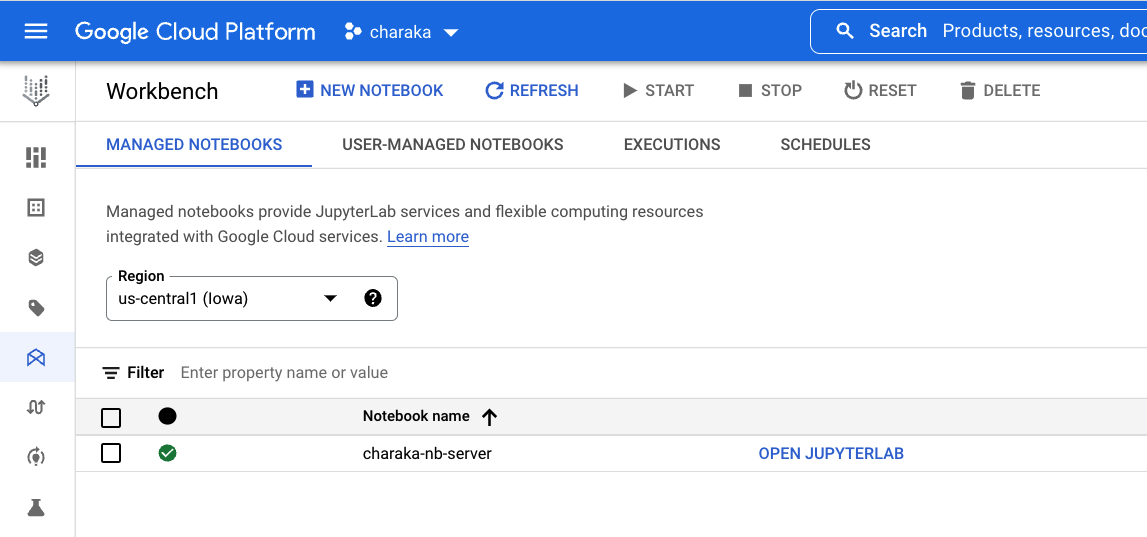 Google Cloud Platform charaka Search Products, resources, doc
Workbench NEW NOTEBOOK REFRESH START STOP RESET DELETE
MANAGED NOTEBOOKS USER-MANAGED NOTEBOOKS EXECUTIONS SCHEDULES
Managed notebooks provide JupyterLab services and flexible computing resources
integrated with Google Cloud services. Learn more
Region
us-central1 (Iowa)
Filter Enter property name or value
Notebook name
charaka-nb-server OPEN JUPYTERLAB